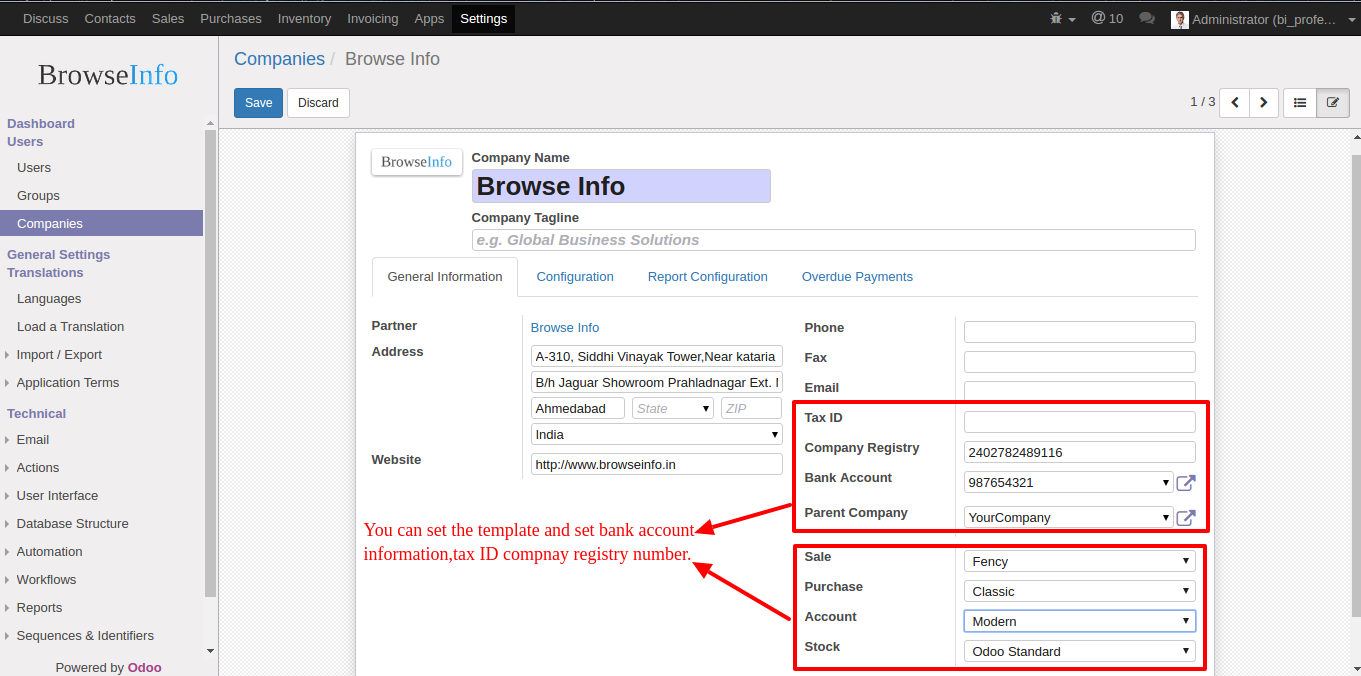 Discuss Contacts Sales Purchases Inventory Invoicing Apps Settings @ 10 Administrator (bi_profe...
BrowseInfo
Dashboard
Users
Users
Groups
Companies
General Settings
Translations
Languages
Load a Translation
Import / Export
Application Terms
Technical
Email
Actions
User Interface
Database Structure
Automation
Workflows
Reports
Sequences & Identifiers
Powered by Odoo
Companies / Browse Info
Save Discard 1 / 3
BrowseInfo
Company Name
Browse Info
Company Tagline
e.g. Global Business Solutions
General Information Configuration Report Configuration Overdue Payments
Partner Browse Info
Address A-310, Siddhi Vinayak Tower,Near kataria
B/h Jaguar Showroom Prahladnagar Ext.
Ahmedabad State ZIP
India
Website http://www.browseinfo.in
Phone
Fax
Email
Tax ID
Company Registry 2402782489116
Bank Account 987654321
Parent Company YourCompany
You can set the template and set bank account
information,tax ID compnay registry number.
Sale Fency
Purchase Classic
Account Modern
Stock Odoo Standard